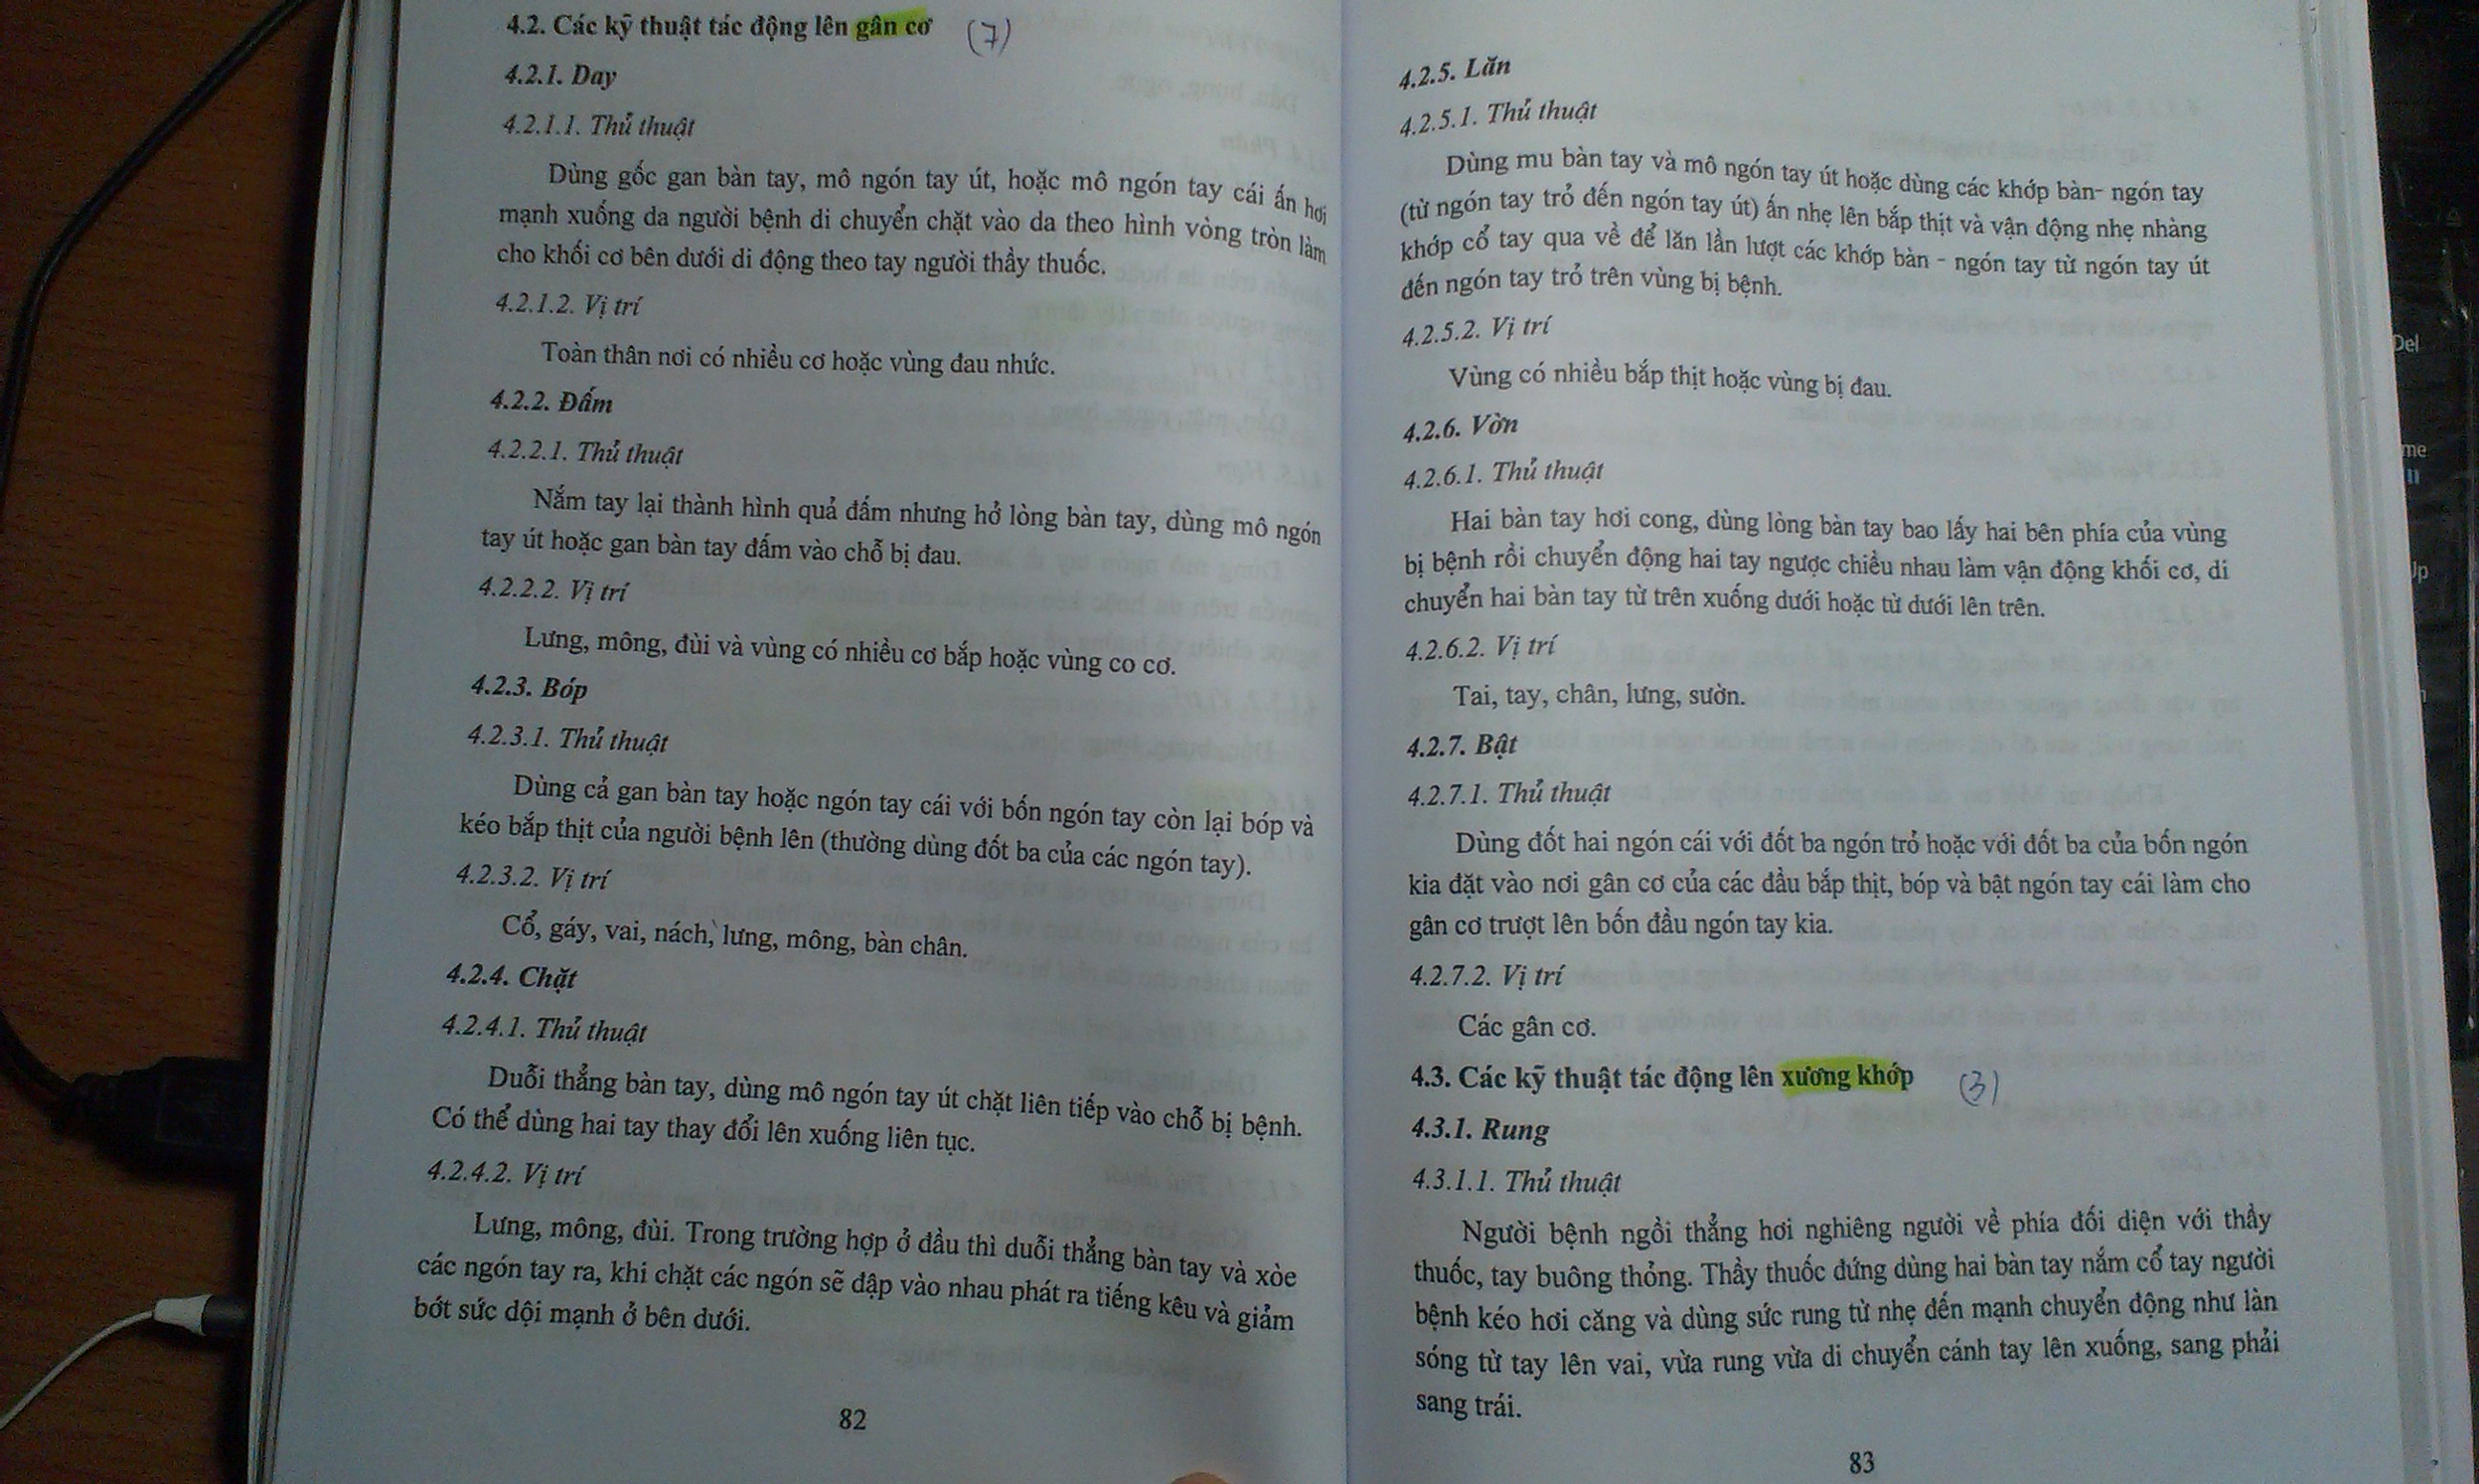 4.2. Các kỹ thuật tác động lên gân cơ (7)
4.2.1. Day
4.2.1.1. Thủ thuật
Dùng gốc gan bàn tay, mô ngón tay út, hoặc mô ngón tay cái ấn hơi
mạnh xuống da người bệnh di chuyển chặt vào da theo hình vòng tròn làm
cho khối cơ bên dưới di động theo tay người thầy thuốc.
4.2.1.2. Vị trí
Toàn thân nơi có nhiều cơ hoặc vùng đau nhức.
4.2.2. Đấm
4.2.2.1. Thủ thuật
Nắm tay lại thành hình quả đấm nhưng hở lòng bàn tay, dùng mô ngón
tay út hoặc gan bàn tay đấm vào chỗ bị đau.
4.2.2.2. Vị trí
Lưng, mông, đùi và vùng có nhiều cơ bắp hoặc vùng co cơ.
4.2.3. Bóp
4.2.3.1. Thủ thuật
Dùng cả gan bàn tay hoặc ngón tay cái với bốn ngón tay còn lại bóp và
kéo bắp thịt của người bệnh lên (thường dùng đốt ba của các ngón tay).
4.2.3.2. Vị trí
Cổ, gáy, vai, nách, lưng, mông, bàn chân.
4.2.4. Chặt
4.2.4.1. Thủ thuật
Duỗi thẳng bàn tay, dùng mô ngón tay út chặt liên tiếp vào chỗ bị bệnh.
Có thể dùng hai tay thay đổi lên xuống liên tục.
4.2.4.2. Vị trí
Lưng, mông, đùi. Trong trường hợp ở đầu thì duỗi thẳng bàn tay và xòe
các ngón tay ra, khi chặt các ngón sẽ đập vào nhau phát ra tiếng kêu và giảm
bớt sức dội mạnh ở bên dưới.
82
4.2.5. Lăn
4.2.5.1. Thủ thuật
Dùng mu bàn tay và mô ngón tay út hoặc dùng các khớp bàn- ngón tay
(từ ngón tay trỏ đến ngón tay út) ấn nhẹ lên bắp thịt và vận động nhẹ nhàng
khớp cổ tay qua về để lăn lần lượt các khớp bàn - ngón tay từ ngón tay út
đến ngón tay trỏ trên vùng bị bệnh.
4.2.5.2. Vị trí
Vùng có nhiều bắp thịt hoặc vùng bị đau.
4.2.6. Vờn
4.2.6.1. Thủ thuật
Hai bàn tay hơi cong, dùng lòng bàn tay bao lấy hai bên phía của vùng
bị bệnh rồi chuyển động hai tay ngược chiều nhau làm vận động khối cơ, di
chuyển hai bàn tay từ trên xuống dưới hoặc từ dưới lên trên.
4.2.6.2. Vị trí
Tai, tay, chân, lưng, sườn.
4.2.7. Bật
4.2.7.1. Thủ thuật
Dùng đốt hai ngón cái với đốt ba ngón trỏ hoặc với đốt ba của bốn ngón
kia đặt vào nơi gân cơ của các đầu bắp thịt, bóp và bật ngón tay cái làm cho
gân cơ trượt lên bốn đầu ngón tay kia.
4.2.7.2. Vị trí
Các gân cơ.
4.3. Các kỹ thuật tác động lên xương khớp (3)
4.3.1. Rung
4.3.1.1. Thủ thuật
Người bệnh ngồi thẳng hơi nghiêng người về phía đối diện với thầy
thuốc, tay buông thỏng. Thầy thuốc đứng dùng hai bàn tay nắm cổ tay người
bệnh kéo hơi căng và dùng sức rung từ nhẹ đến mạnh chuyển động như làn
sóng từ tay lên vai, vừa rung vừa di chuyển cánh tay lên xuống, sang phải
sang trái.
83
Del